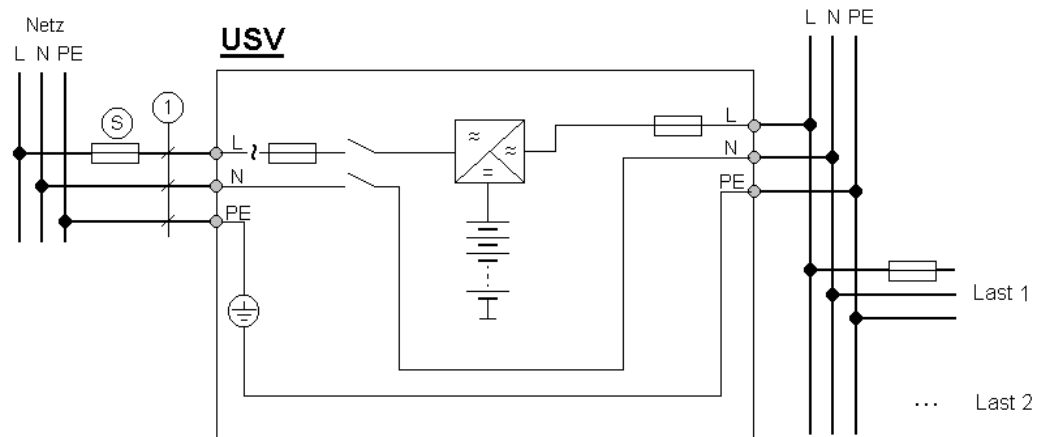 Netz
L N PE
USV
L N PE
S
1
L
N
PE
≈
≈
=
L
N
PE
Last 1
... Last 2